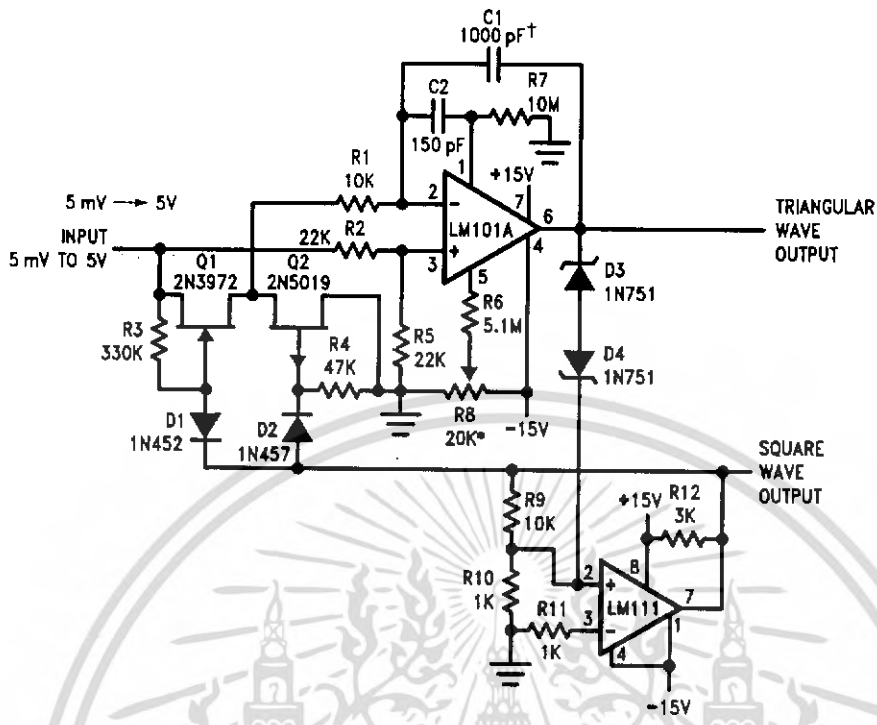 C1
1000 pF†
C2
150 pF
R7
10M
R1
10K
5 mV → 5V
INPUT
5 mV TO 5V
R2
22K
1
2
−
+15V
7
LM101A
6
4
+
3
5
TRIANGULAR
WAVE
OUTPUT
Q1
2N3972
Q2
2N5019
R3
330K
R4
47K
R5
22K
R6
5.1M
D3
1N751
D4
1N751
R8
20K*
−15V
D1
1N452
D2
1N457
SQUARE
WAVE
OUTPUT
R9
10K
+15V
R12
3K
R10
1K
2
+
8
LM111
7
1
R11
1K
3
−
4
−15V